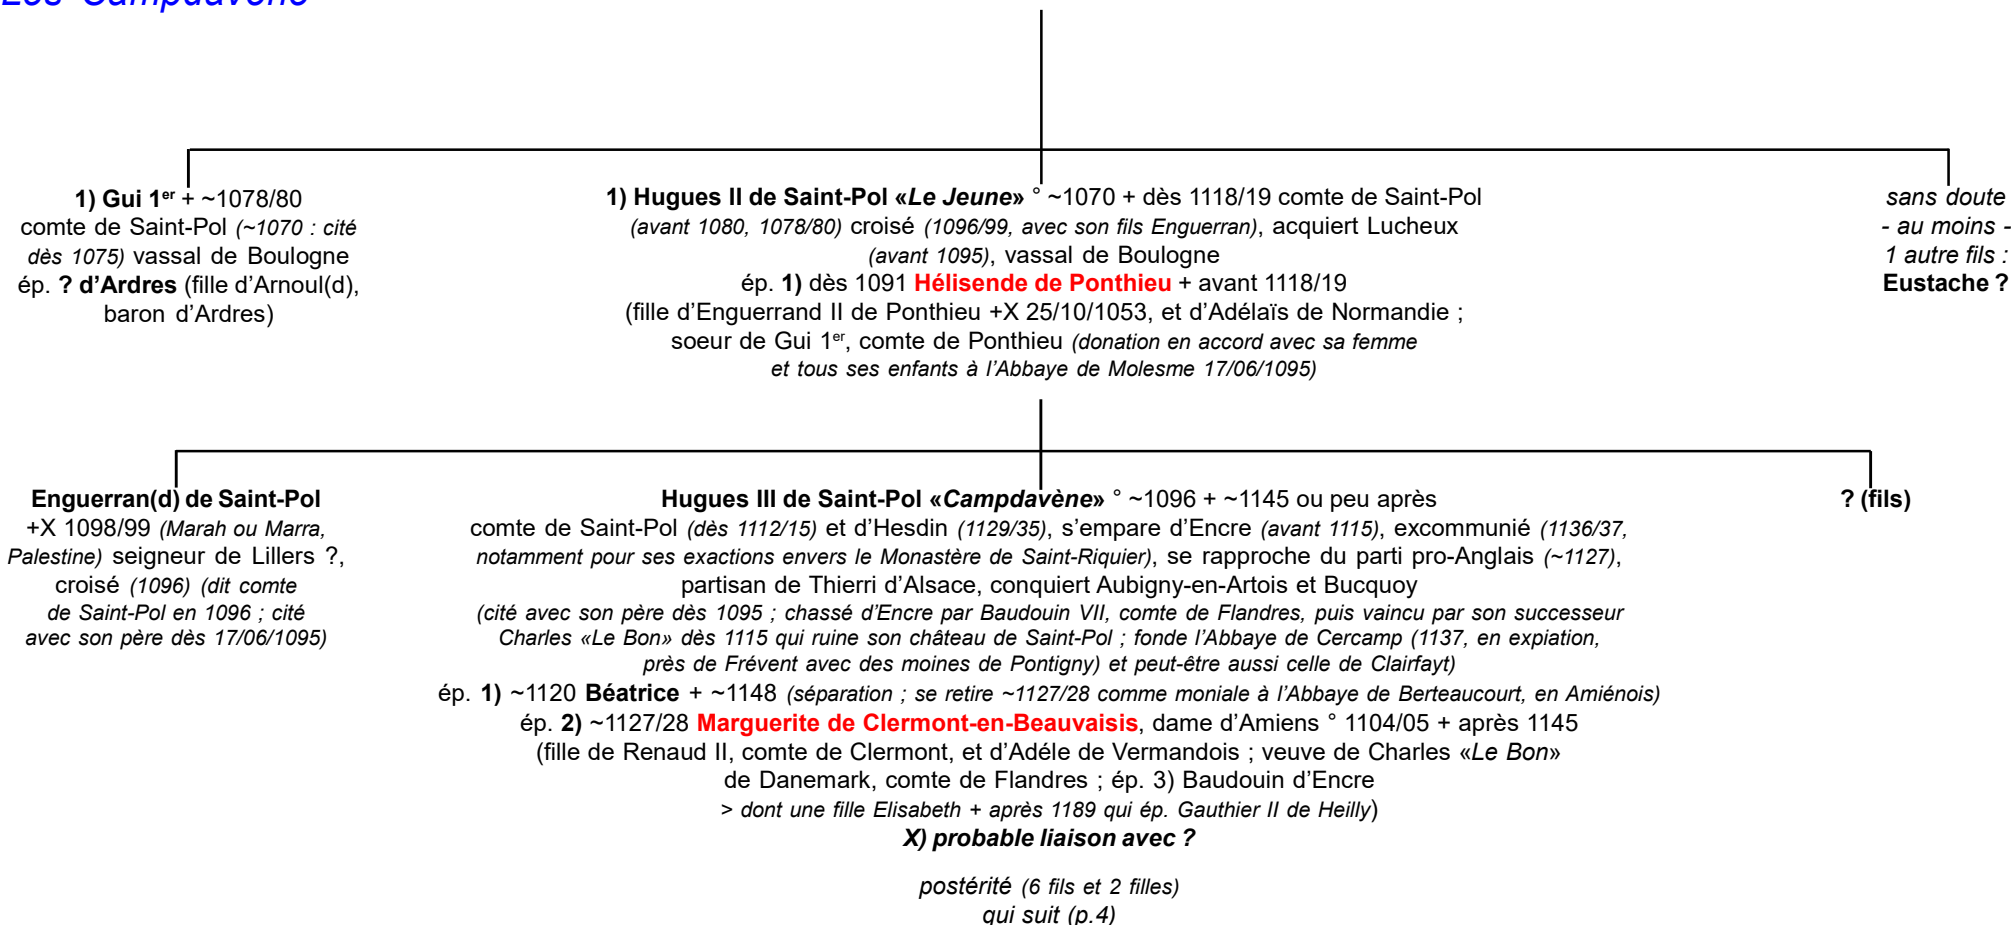 Les Campdavène
1) Gui 1er + ~1078/80
comte de Saint-Pol (~1070 : cité
dès 1075) vassal de Boulogne
ép. ? d’Ardres (fille d’Arnoul(d),
baron d’Ardres)
1) Hugues II de Saint-Pol «Le Jeune» ° ~1070 + dès 1118/19 comte de Saint-Pol
(avant 1080, 1078/80) croisé (1096/99, avec son fils Enguerran), acquiert Lucheux
(avant 1095), vassal de Boulogne
ép. 1) dès 1091 Hélisende de Ponthieu + avant 1118/19
(fille d’Enguerrand II de Ponthieu +X 25/10/1053, et d’Adélaïs de Normandie ;
soeur de Gui 1er, comte de Ponthieu (donation en accord avec sa femme
et tous ses enfants à l’Abbaye de Molesme 17/06/1095)
sans doute
- au moins -
1 autre fils :
Eustache ?
Enguerran(d) de Saint-Pol
+X 1098/99 (Marah ou Marra,
Palestine) seigneur de Lillers ?,
croisé (1096) (dit comte
de Saint-Pol en 1096 ; cité
avec son père dès 17/06/1095)
Hugues III de Saint-Pol «Campdavène» ° ~1096 + ~1145 ou peu après
comte de Saint-Pol (dès 1112/15) et d’Hesdin (1129/35), s’empare d’Encre (avant 1115), excommunié (1136/37,
notamment pour ses exactions envers le Monastère de Saint-Riquier), se rapproche du parti pro-Anglais (~1127),
partisan de Thierri d’Alsace, conquiert Aubigny-en-Artois et Bucquoy
(cité avec son père dès 1095 ; chassé d’Encre par Baudouin VII, comte de Flandres, puis vaincu par son successeur
Charles «Le Bon» dès 1115 qui ruine son château de Saint-Pol ; fonde l’Abbaye de Cercamp (1137, en expiation,
près de Frévent avec des moines de Pontigny) et peut-être aussi celle de Clairfayt)
ép. 1) ~1120 Béatrice + ~1148 (séparation ; se retire ~1127/28 comme moniale à l’Abbaye de Berteaucourt, en Amiénois)
ép. 2) ~1127/28 Marguerite de Clermont-en-Beauvaisis, dame d’Amiens ° 1104/05 + après 1145
(fille de Renaud II, comte de Clermont, et d’Adéle de Vermandois ; veuve de Charles «Le Bon»
de Danemark, comte de Flandres ; ép. 3) Baudouin d’Encre
> dont une fille Elisabeth + après 1189 qui ép. Gauthier II de Heilly)
X) probable liaison avec ?
postérité (6 fils et 2 filles)
qui suit (p.4)
? (fils)